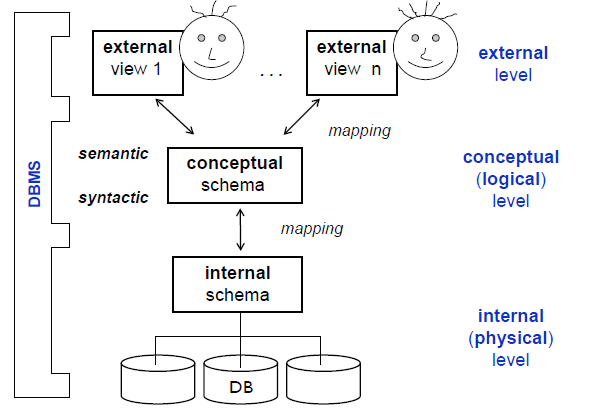 external
view 1
. . .
external
view n
external
level
mapping
semantic
syntactic
conceptual
schema
conceptual
(logical)
level
DBMS
mapping
internal
schema
internal
(physical)
level
DB